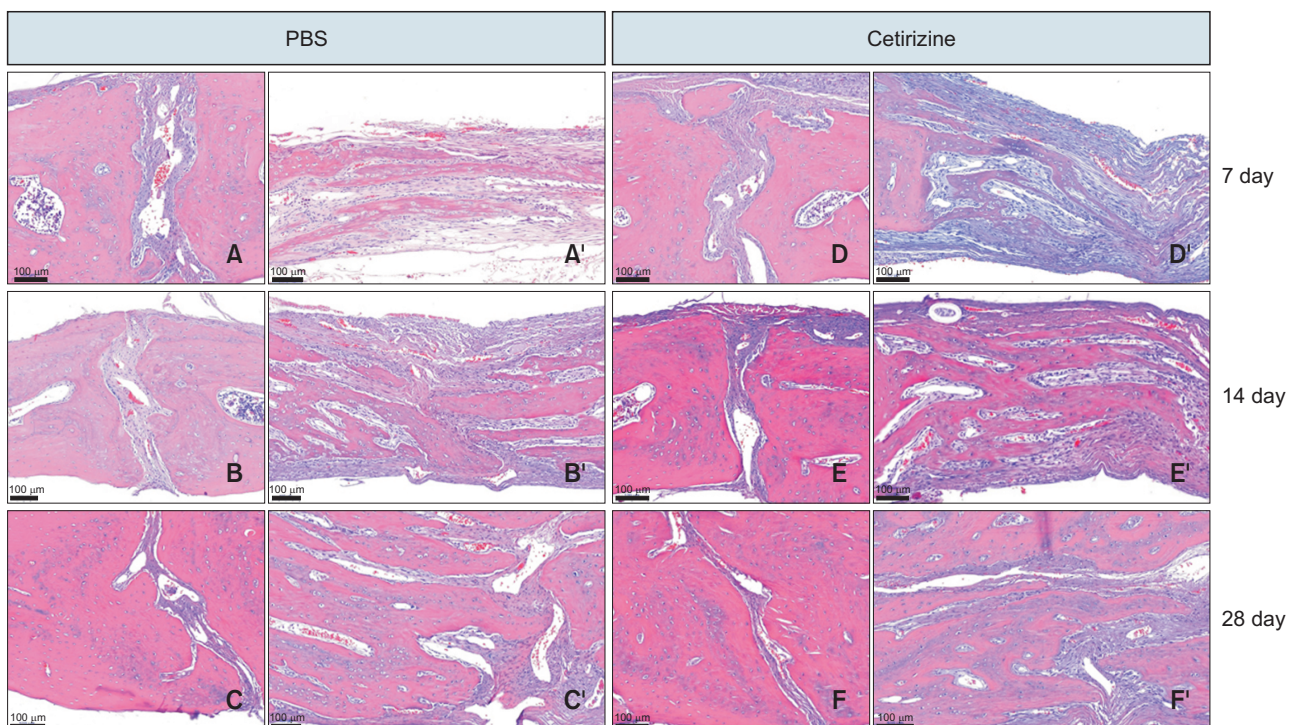 PBS
Cetirizine
100 µm
A
100 µm
A'
100 µm
D
100 µm
D'
7 day
100 µm
B
100 µm
B'
100 µm
E
100 µm
E'
14 day
100 µm
C
100 µm
C'
100 µm
F
100 µm
F'
28 day